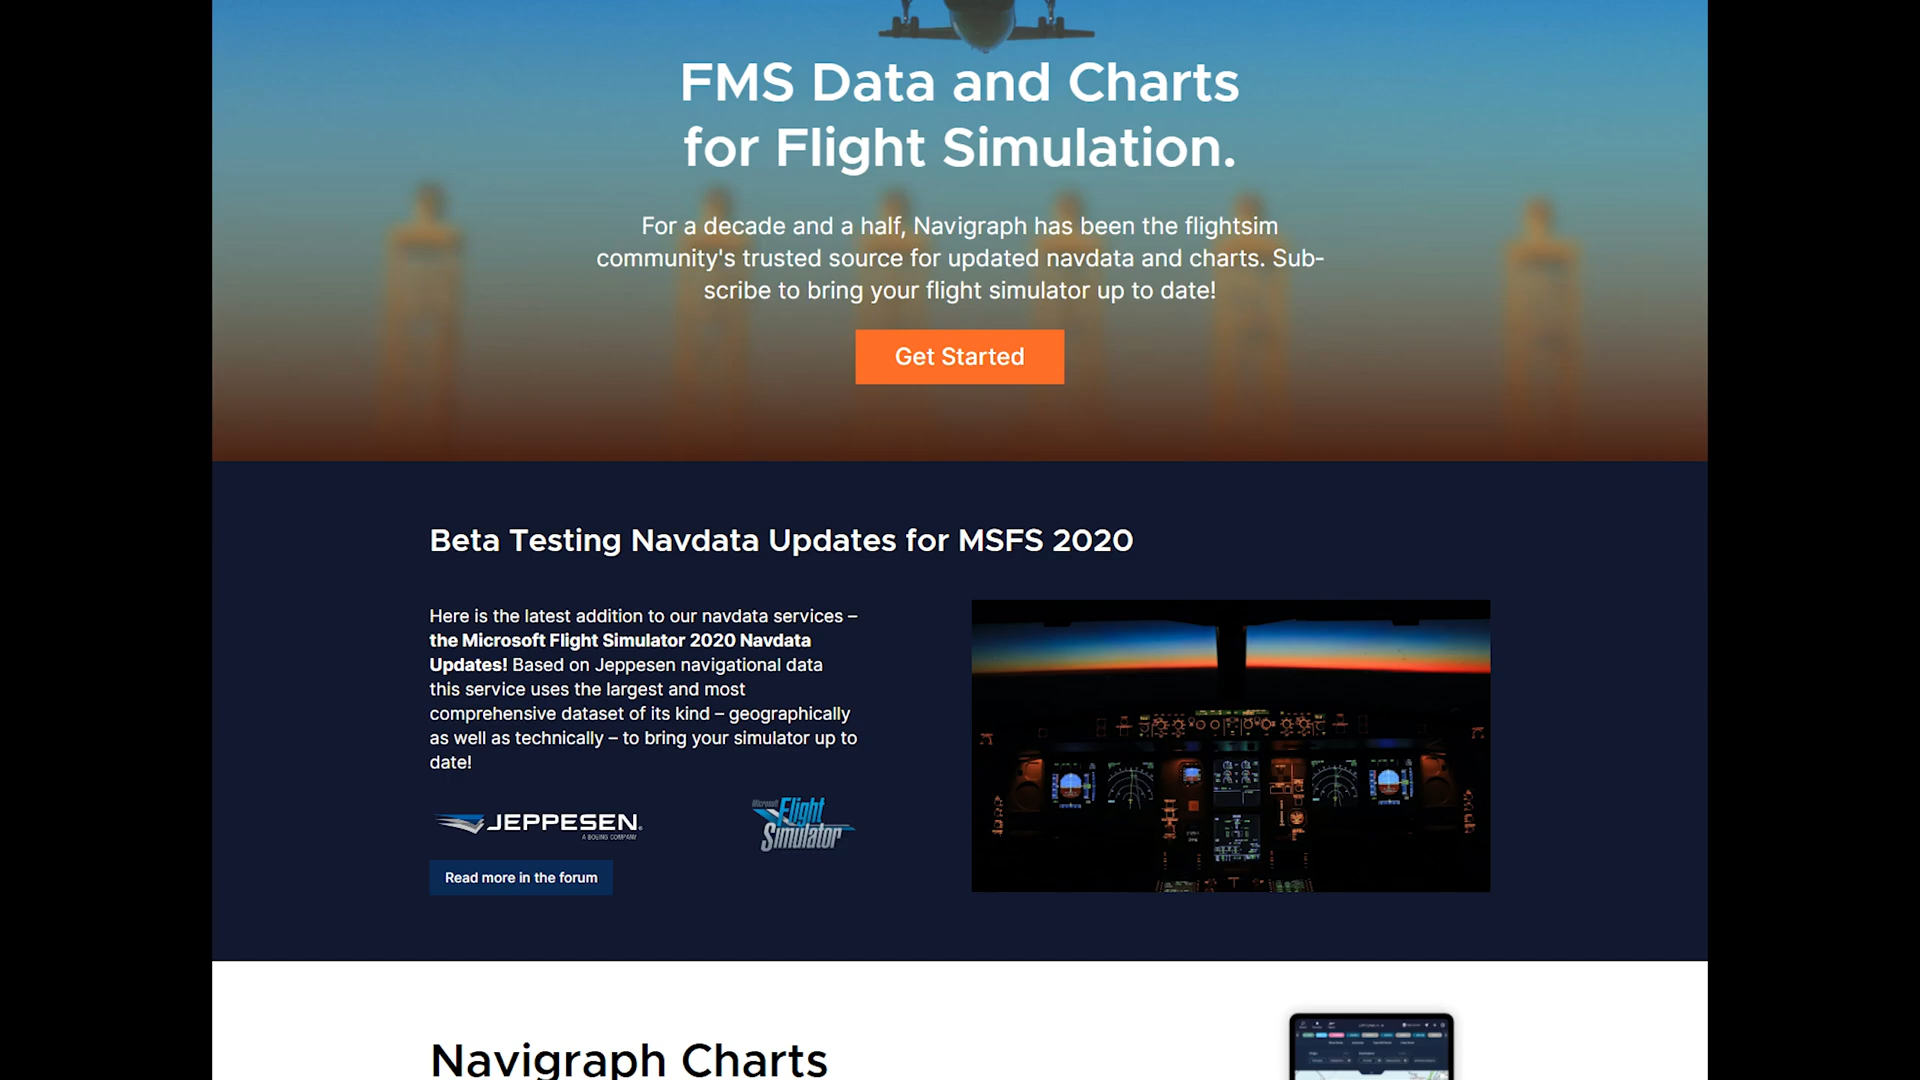 FMS Data and Charts
for Flight Simulation.
For a decade and a half, Navigraph has been the flightsim
community's trusted source for updated navdata and charts. Sub-
scribe to bring your flight simulator up to date!
Get Started
Beta Testing Navdata Updates for MSFS 2020
Here is the latest addition to our navdata services –
the Microsoft Flight Simulator 2020 Navdata
Updates! Based on Jeppesen navigational data
this service uses the largest and most
comprehensive dataset of its kind – geographically
as well as technically – to bring your simulator up to
date!
JEPPESEN®
A BOEING COMPANY
Microsoft
Flight
Simulator
Read more in the forum
Navigraph Charts